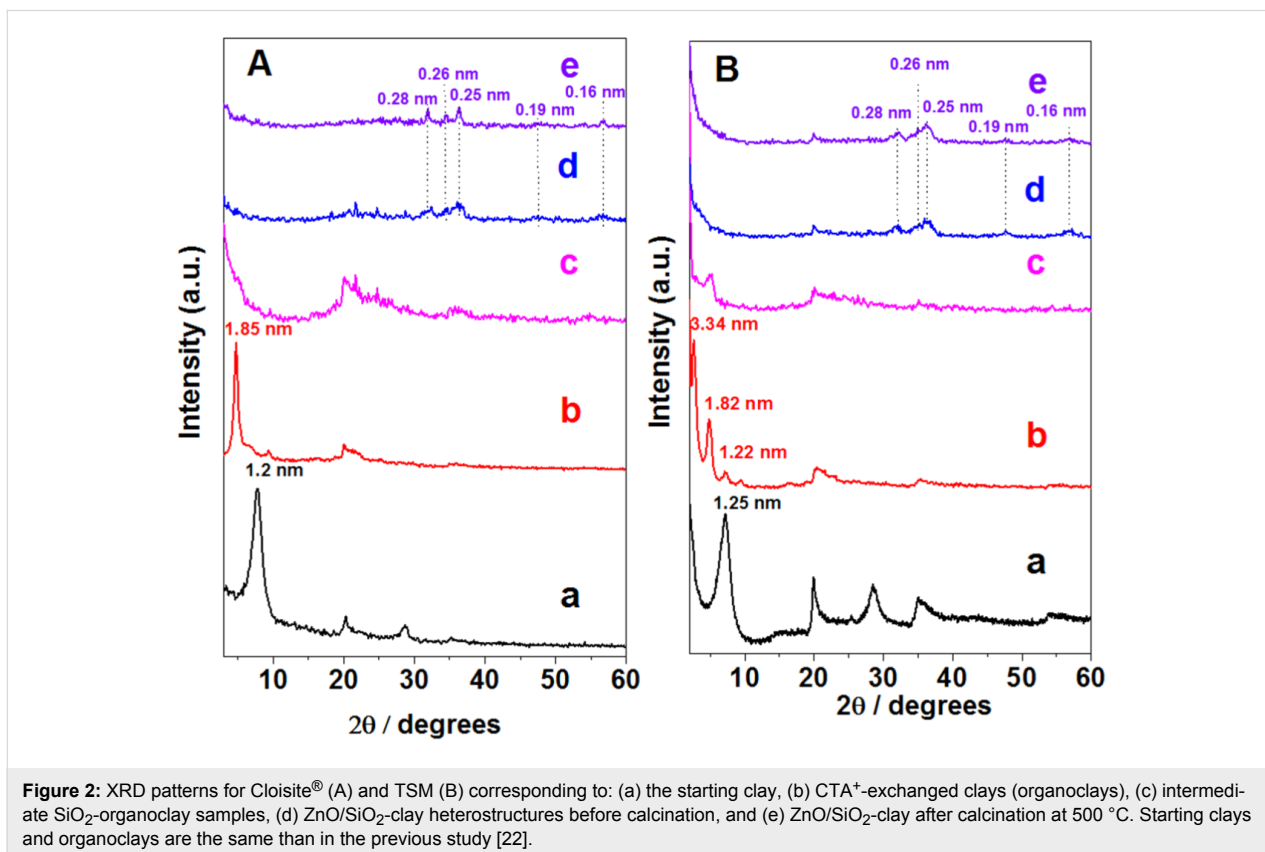 A
e
0.26 nm
0.28 nm
0.25 nm
0.19 nm
0.16 nm
d
c
1.85 nm
b
1.2 nm
a
Intensity (a.u.)
10 20 30 40 50 60
2θ / degrees
B
e
0.26 nm
0.28 nm
0.25 nm
0.19 nm
0.16 nm
d
c
3.34 nm
1.82 nm
1.22 nm
b
1.25 nm
a
Intensity (a.u.)
10 20 30 40 50 60
2θ / degrees
Figure 2: XRD patterns for Cloisite® (A) and TSM (B) corresponding to: (a) the starting clay, (b) CTA⁺-exchanged clays (organoclays), (c) intermedi-
ate SiO₂-organoclay samples, (d) ZnO/SiO₂-clay heterostructures before calcination, and (e) ZnO/SiO₂-clay after calcination at 500 °C. Starting clays
and organoclays are the same than in the previous study [22].